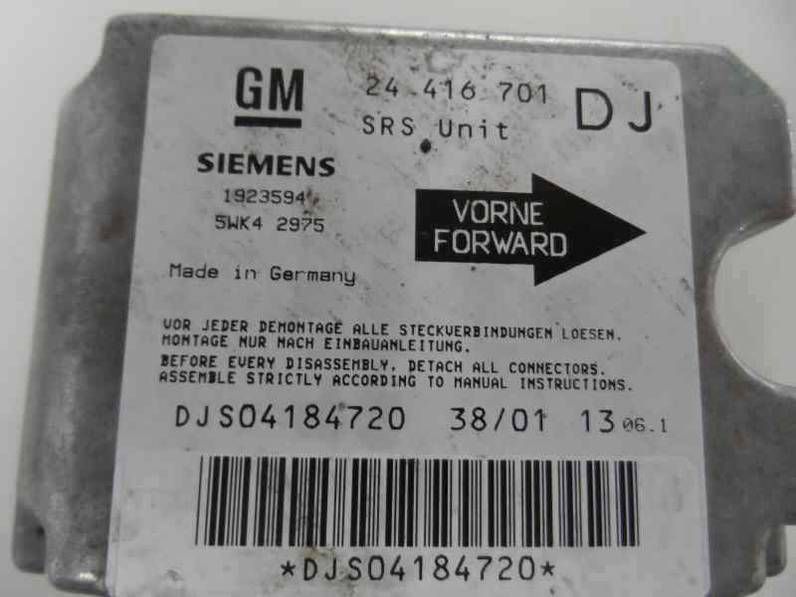 GM 24 416 701 DJ
SRS Unit
SIEMENS
1923594
5WK4 2975
VORNE
FORWARD
Made in Germany
VOR JEDER DEMONTAGE ALLE STECKVERBINDUNGEN LOESEN.
MONTAGE NUR NACH EINBAUANLEITUNG.
BEFORE EVERY DISASSEMBLY, DETACH ALL CONNECTORS.
ASSEMBLE STRICTLY ACCORDING TO MANUAL INSTRUCTIONS.
DJS04184720 38/01 13 06.1
*DJS04184720*